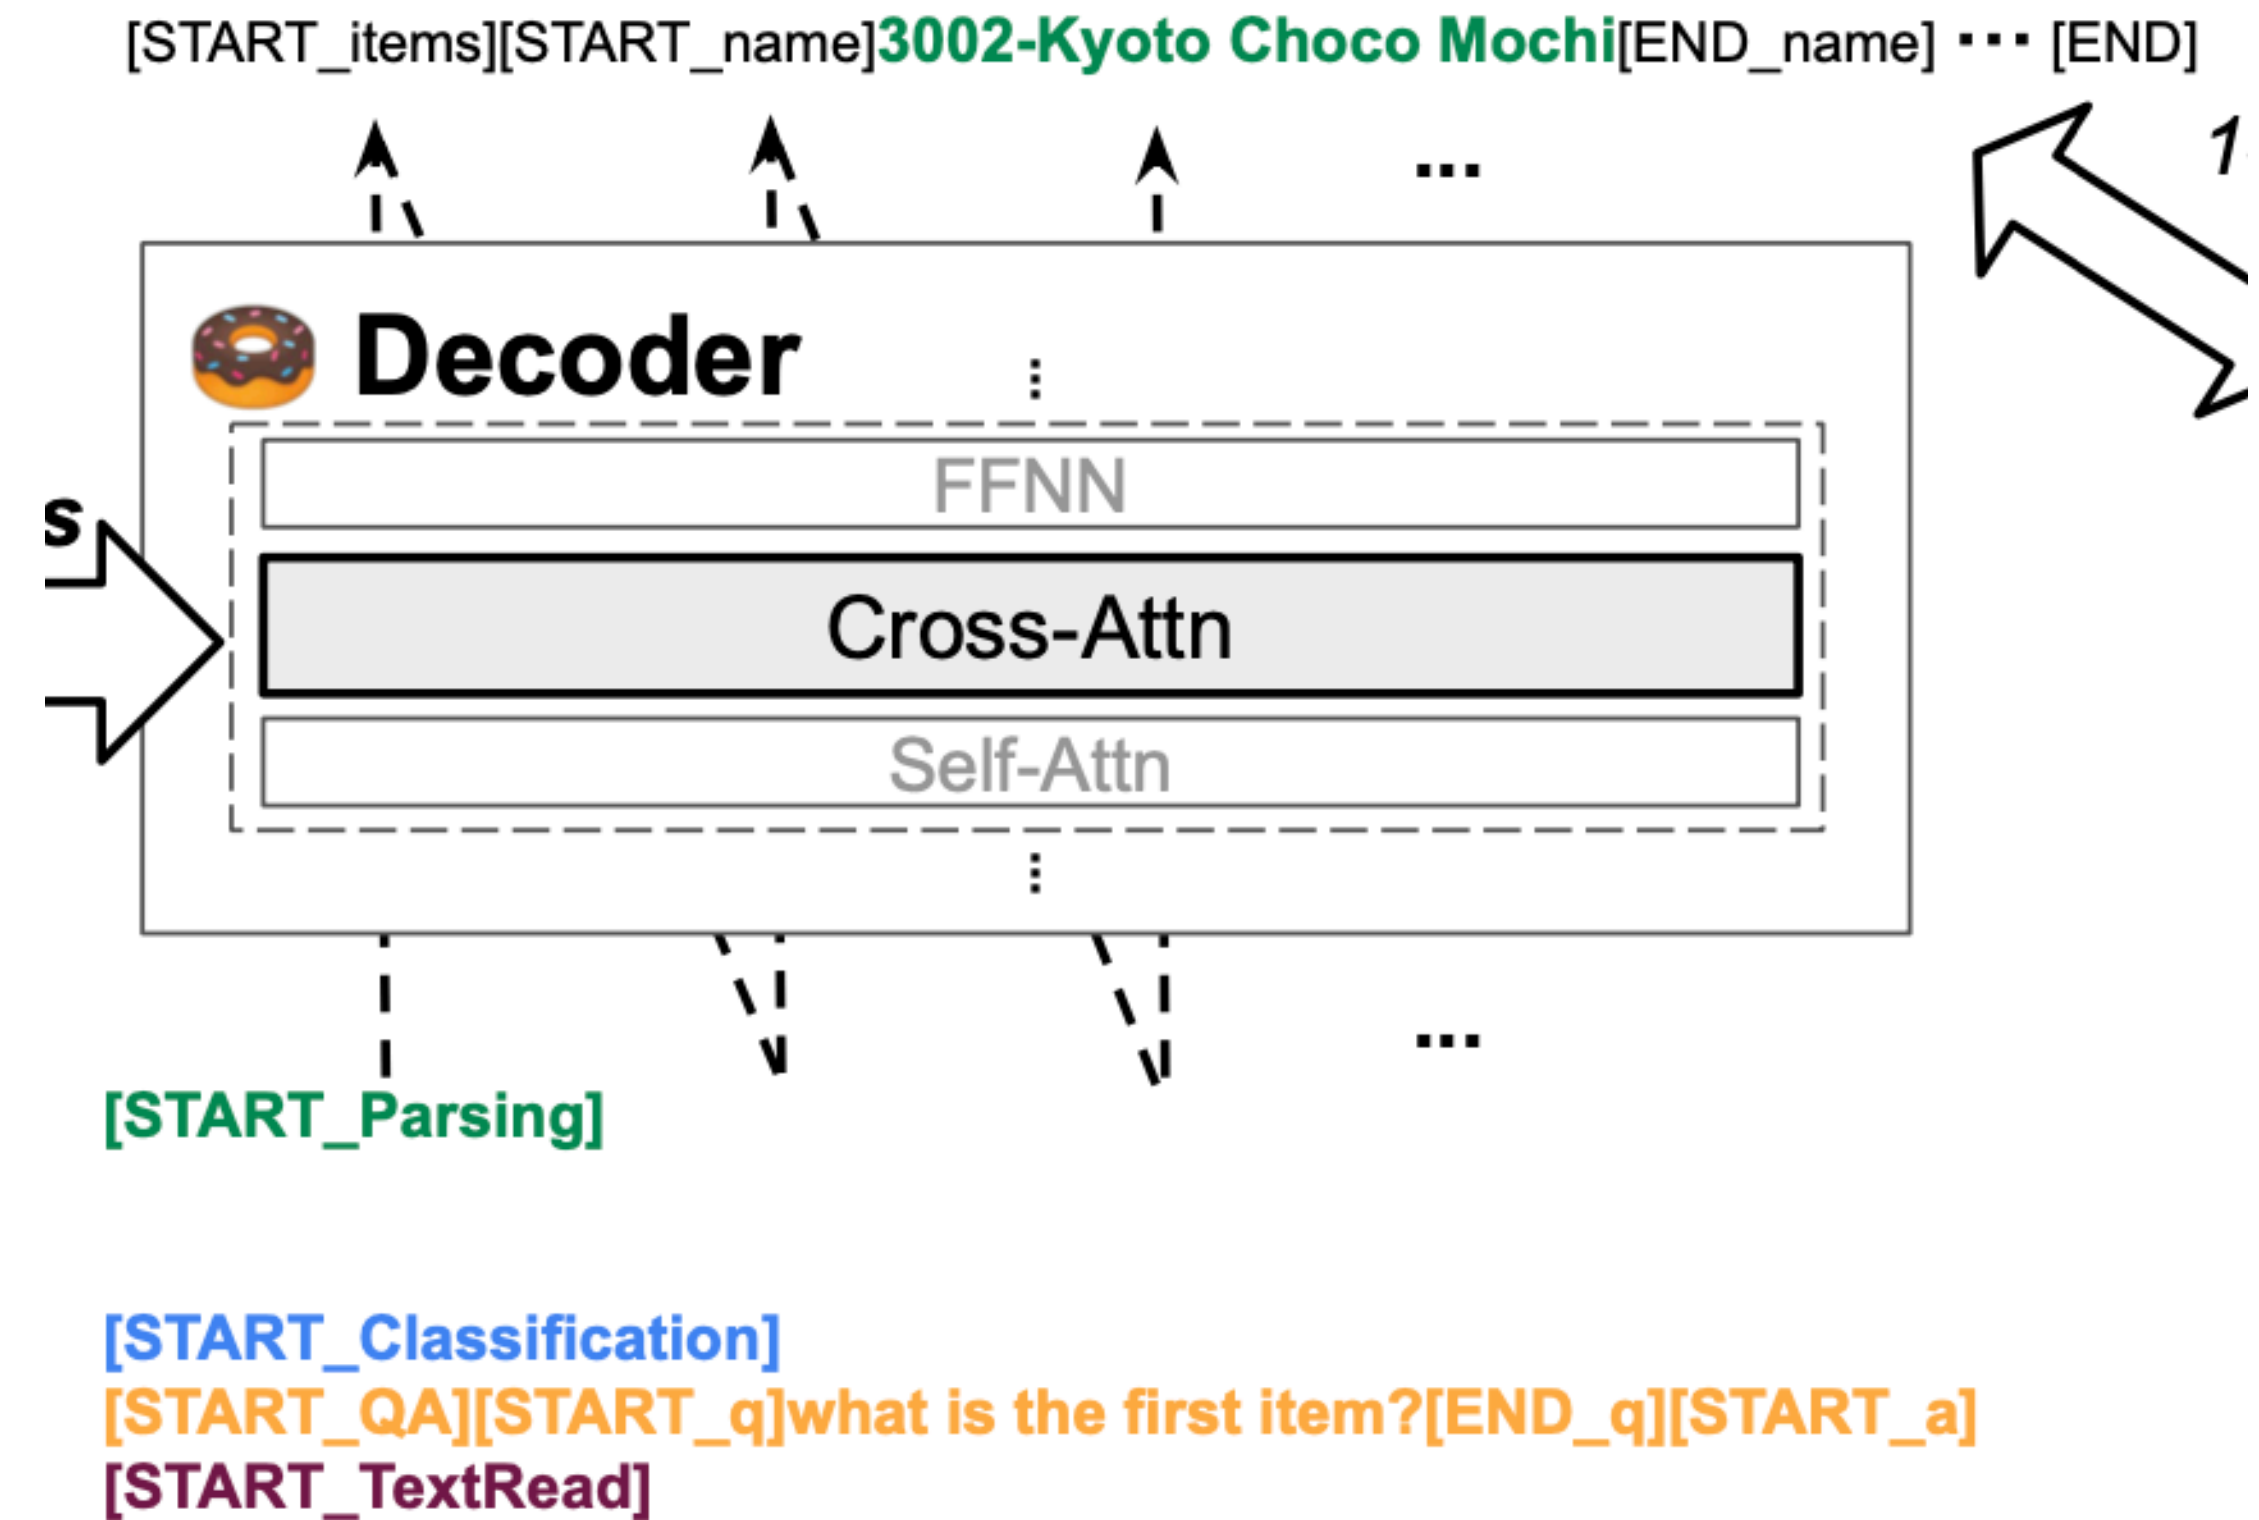 [START_items][START_name]3002-Kyoto Choco Mochi[END_name] ··· [END]
...
Decoder
FFNN
Cross-Attn
Self-Attn
...
[START_Parsing]
[START_Classification]
[START_QA][START_q]what is the first item?[END_q][START_a]
[START_TextRead]